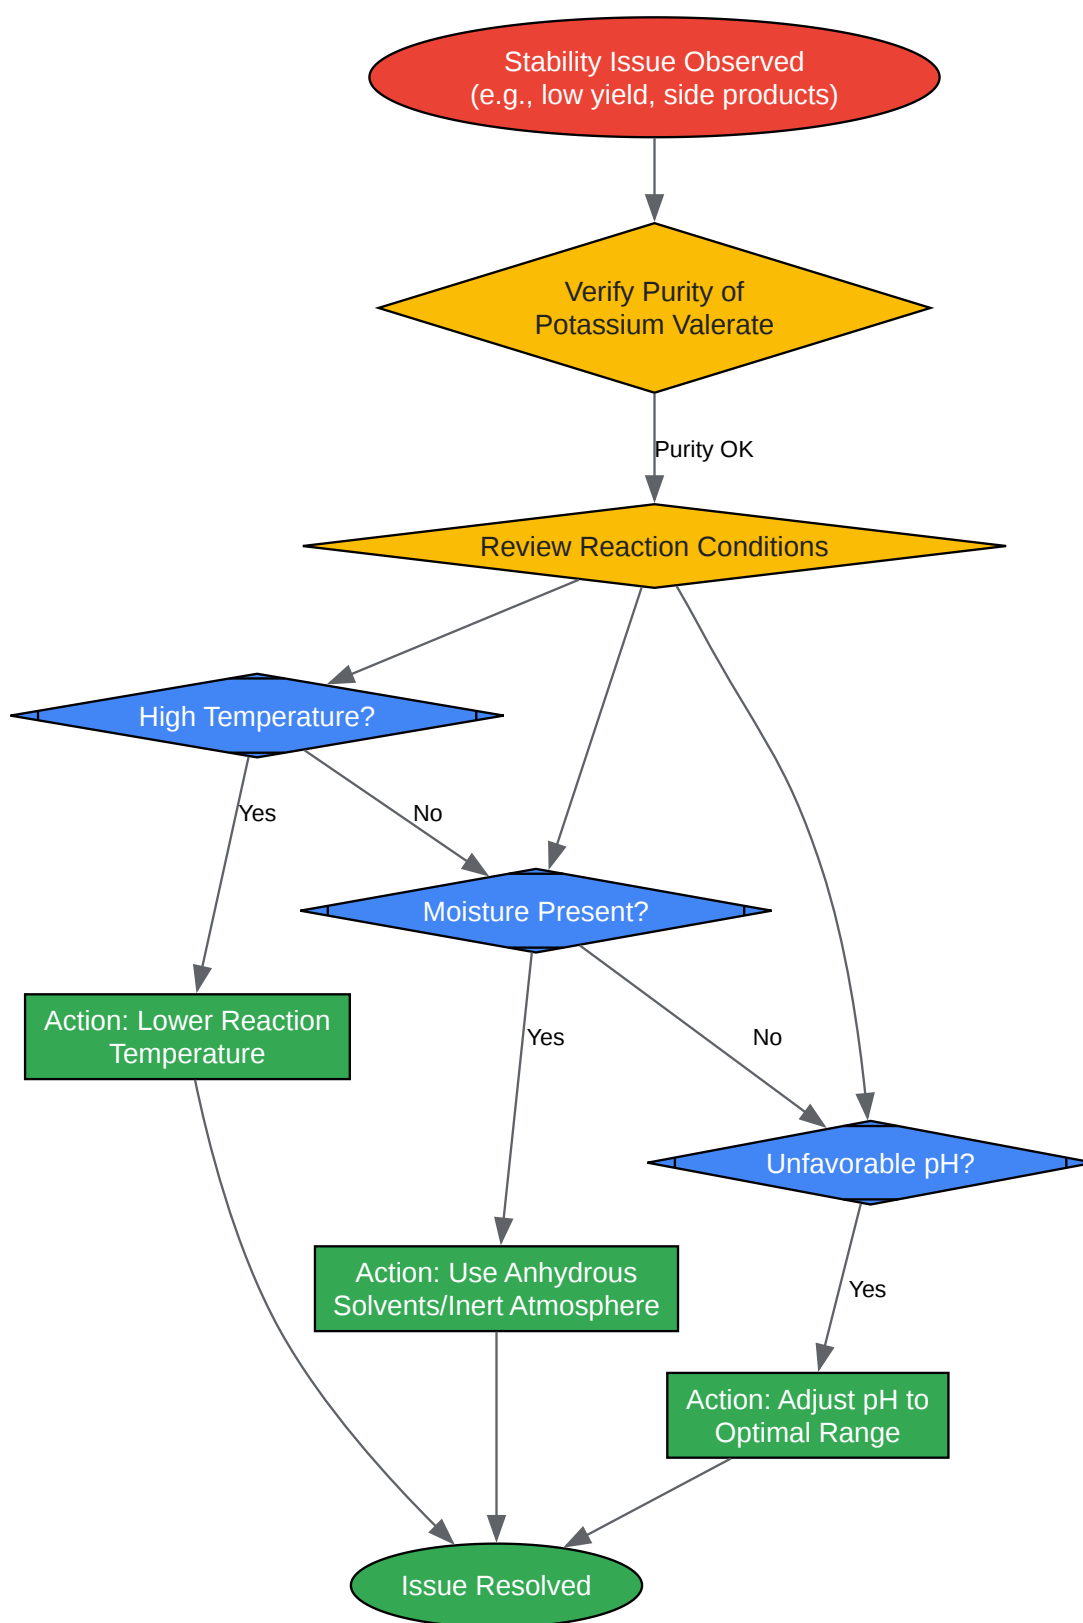 Stability Issue Observed
(e.g., low yield, side products)
Verify Purity of
Potassium Valerate
Purity OK
Review Reaction Conditions
High Temperature?
Yes
No
Moisture Present?
Action: Lower Reaction
Temperature
Yes
No
Unfavorable pH?
Action: Use Anhydrous
Solvents/Inert Atmosphere
Yes
Action: Adjust pH to
Optimal Range
Issue Resolved